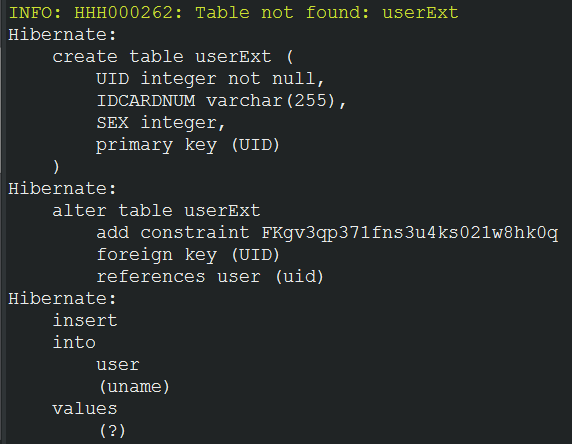 INFO: HHH000262: Table not found: userExt
Hibernate:
    create table userExt (
        UID integer not null,
        IDCARDNUM varchar(255),
        SEX integer,
        primary key (UID)
    )
Hibernate:
    alter table userExt
        add constraint FKgv3qp371fns3u4ks021w8hk0q
        foreign key (UID)
        references user (uid)
Hibernate:
    insert
    into
        user
        (uname)
    values
        (?)